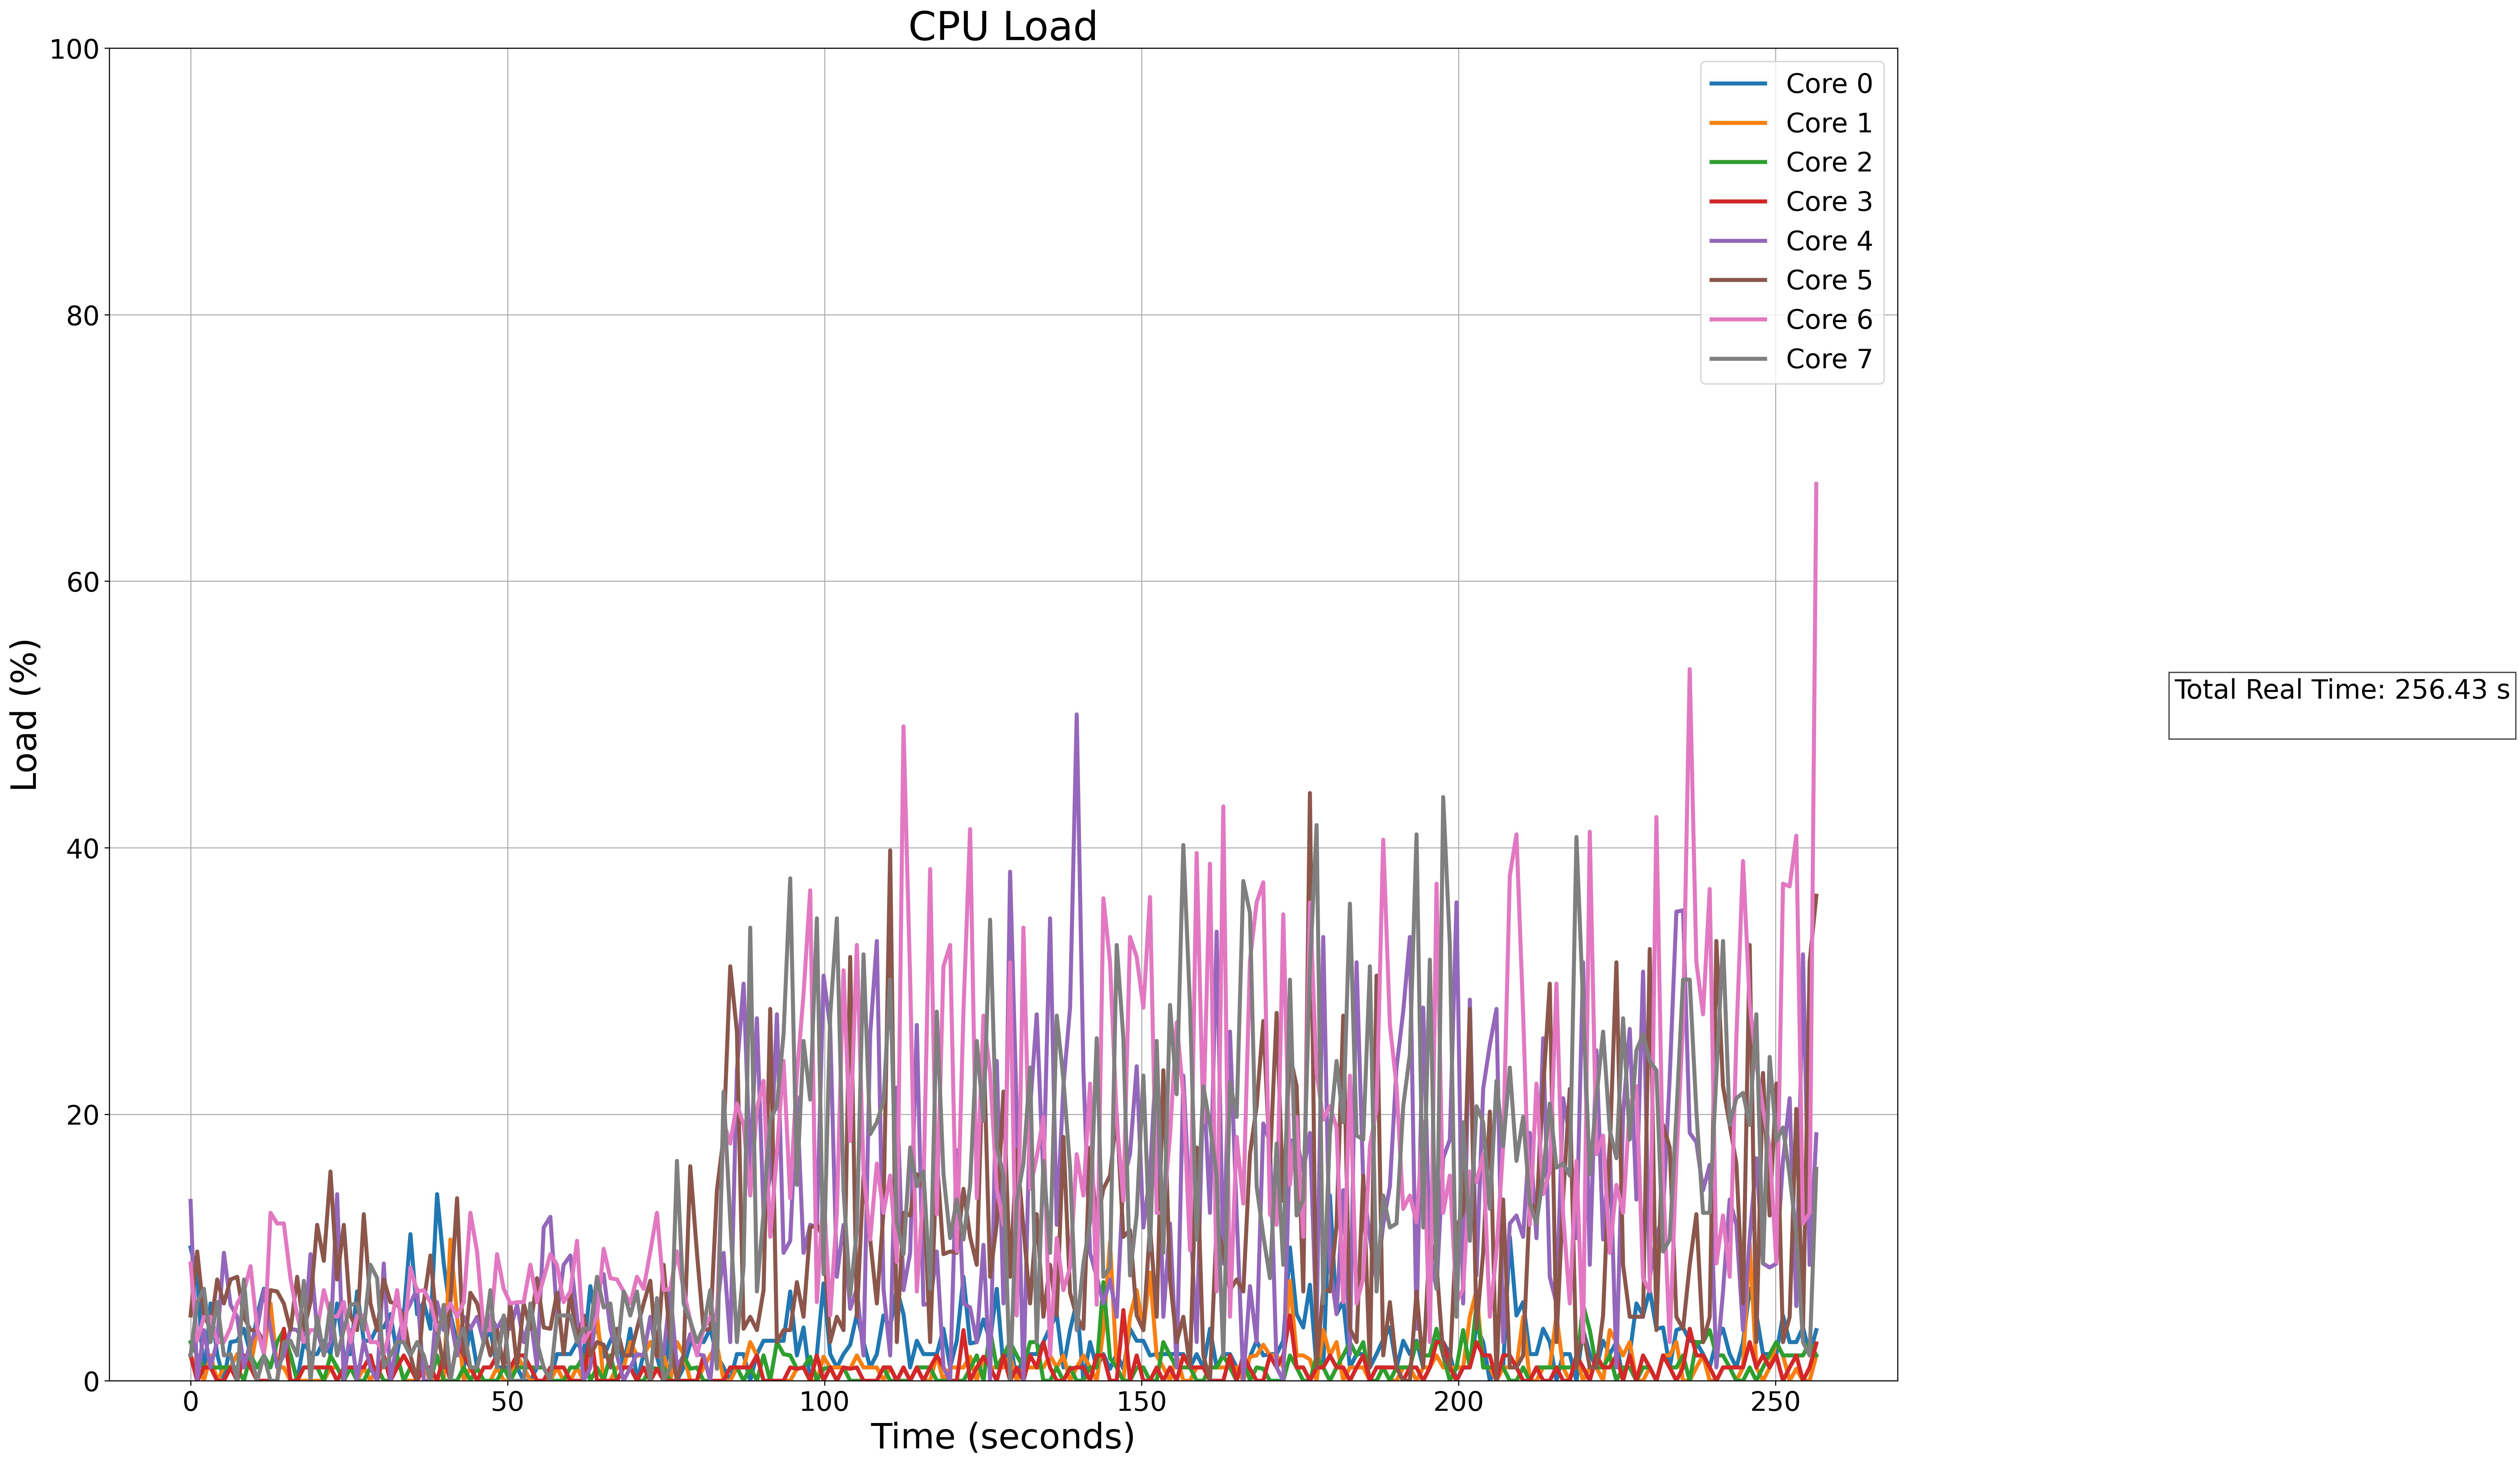 CPU Load
100
80
60
40
20
0
Load (%)
0 50 100 150 200 250
Time (seconds)
Core 0
Core 1
Core 2
Core 3
Core 4
Core 5
Core 6
Core 7
Total Real Time: 256.43 s